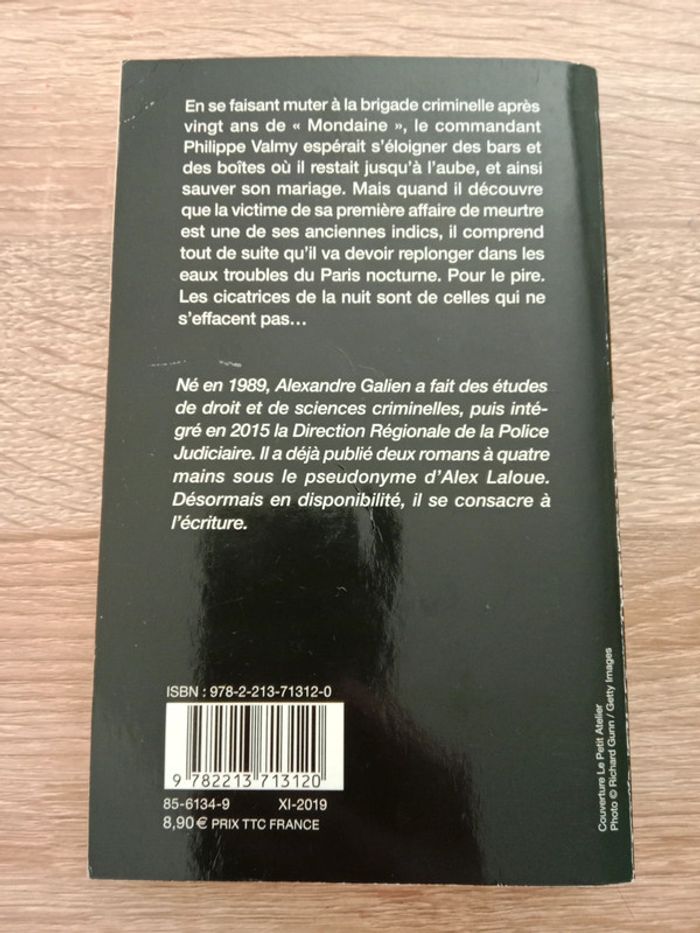 En se faisant muter à la brigade criminelle après
vingt ans de « Mondaine », le commandant
Philippe Valmy espérait s'éloigner des bars et
des boîtes où il restait jusqu'à l'aube, et ainsi
sauver son mariage. Mais quand il découvre
que la victime de sa première affaire de meurtre
est une de ses anciennes indics, il comprend
tout de suite qu'il va devoir replonger dans les
eaux troubles du Paris nocturne. Pour le pire.
Les cicatrices de la nuit sont de celles qui ne
s'effacent pas...
Né en 1989, Alexandre Galien a fait des études
de droit et de sciences criminelles, puis inté-
gré en 2015 la Direction Régionale de la Police
Judiciaire. Il a déjà publié deux romans à quatre
mains sous le pseudonyme d'Alex Laloue.
Désormais en disponibilité, il se consacre à
l'écriture.
ISBN : 978-2-213-71312-0
9 782213 713120
85-6134-9 XI-2019
8,90 € PRIX TTC FRANCE
Couverture Le Petit Atelier
Photo © Richard Gunn / Getty Images